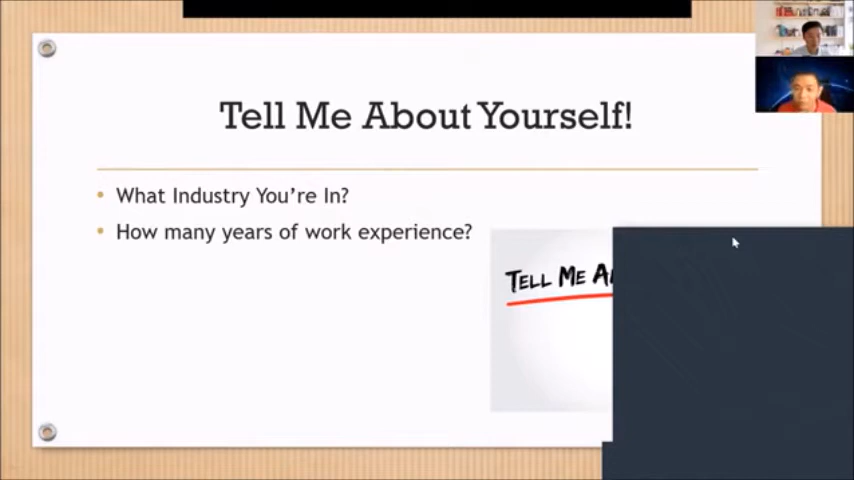 Tell Me About Yourself!
• What Industry You're In?
• How many years of work experience?
TELL ME